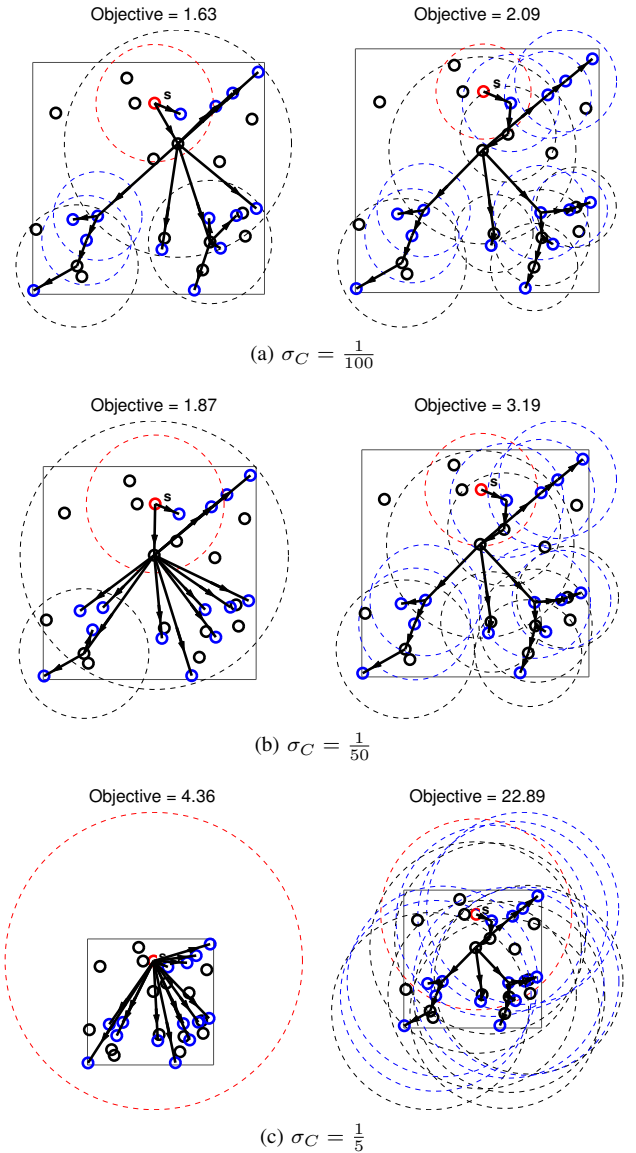 Objective = 1.63
Objective = 2.09
s
s
(a) σ_C = 1/100
Objective = 1.87
Objective = 3.19
s
s
(b) σ_C = 1/50
Objective = 4.36
Objective = 22.89
s
s
(c) σ_C = 1/5